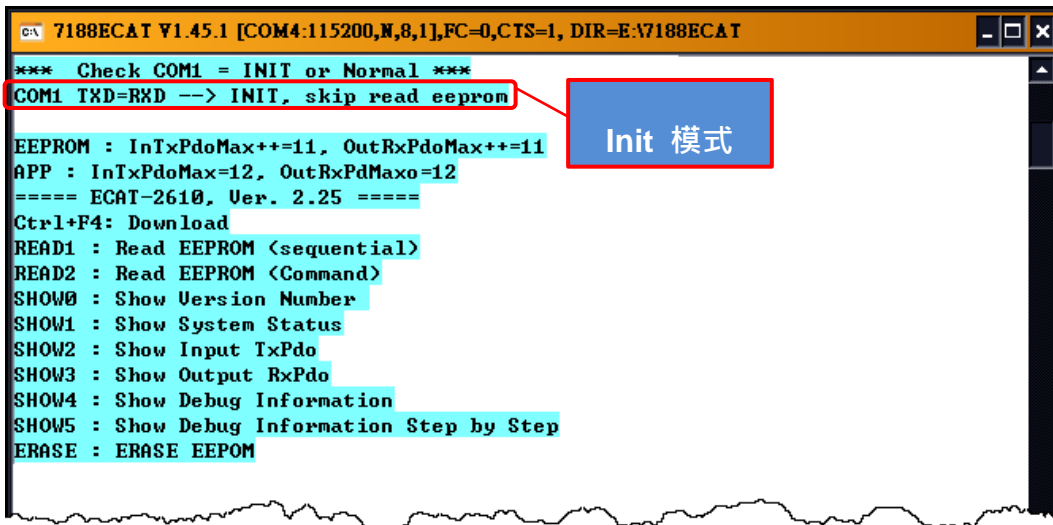 7188ECAT V1.45.1 [COM4:115200,N,8,1],FC=0,CTS=1, DIR=E:\7188ECAT
*** Check COM1 = INIT or Normal ***
COM1 TXD=RXD --> INIT, skip read eeprom
Init 模式
EEPROM : InTxPdoMax++=11, OutRxPdoMax++=11
APP : InTxPdoMax=12, OutRxPdMaxo=12
===== ECAT-2610, Ver. 2.25 =====
Ctrl+F4: Download
READ1 : Read EEPROM (sequential)
READ2 : Read EEPROM (Command)
SHOW0 : Show Version Number
SHOW1 : Show System Status
SHOW2 : Show Input TxPdo
SHOW3 : Show Output RxPdo
SHOW4 : Show Debug Information
SHOW5 : Show Debug Information Step by Step
ERASE : ERASE EEPOM